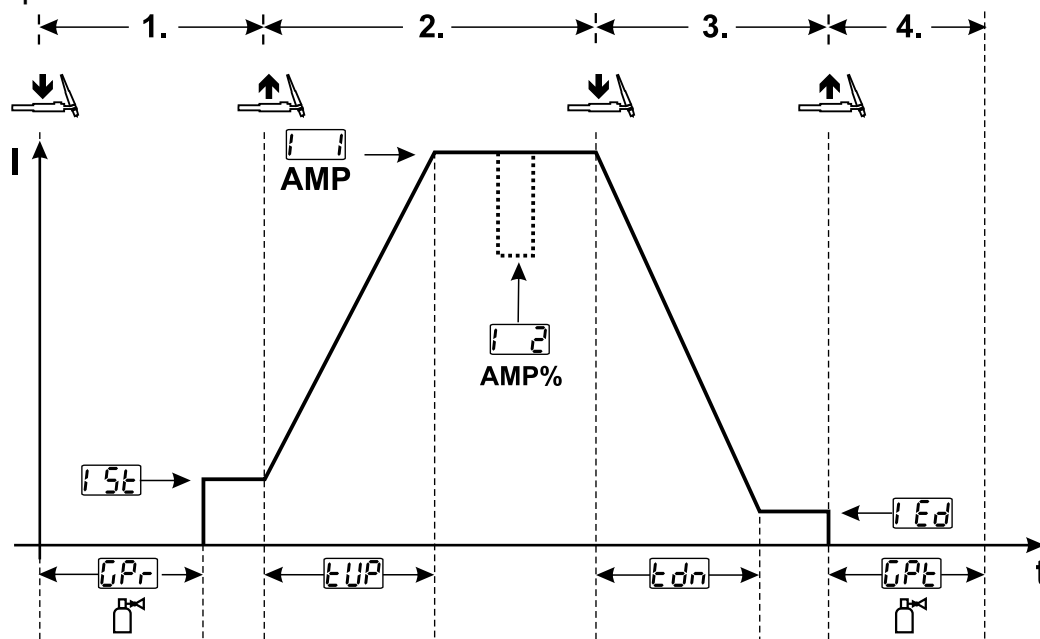 1. 2. 3. 4.
I
I 1
AMP
I 2
AMP%
I St
I Ed
GPr tUP tdn GPt
t